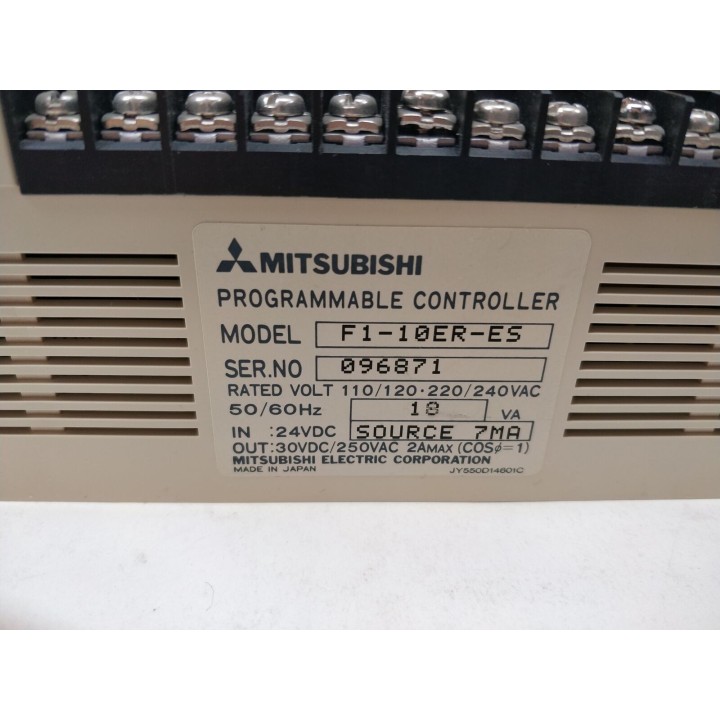 MITSUBISHI
PROGRAMMABLE CONTROLLER
MODEL F1-10ER-ES
SER.NO 096871
RATED VOLT 110/120·220/240VAC
50/60Hz 18 VA
IN :24VDC SOURCE 7MA
OUT:30VDC/250VAC 2AMAX (COSφ=1)
MITSUBISHI ELECTRIC CORPORATION
MADE IN JAPAN JY550D14601C